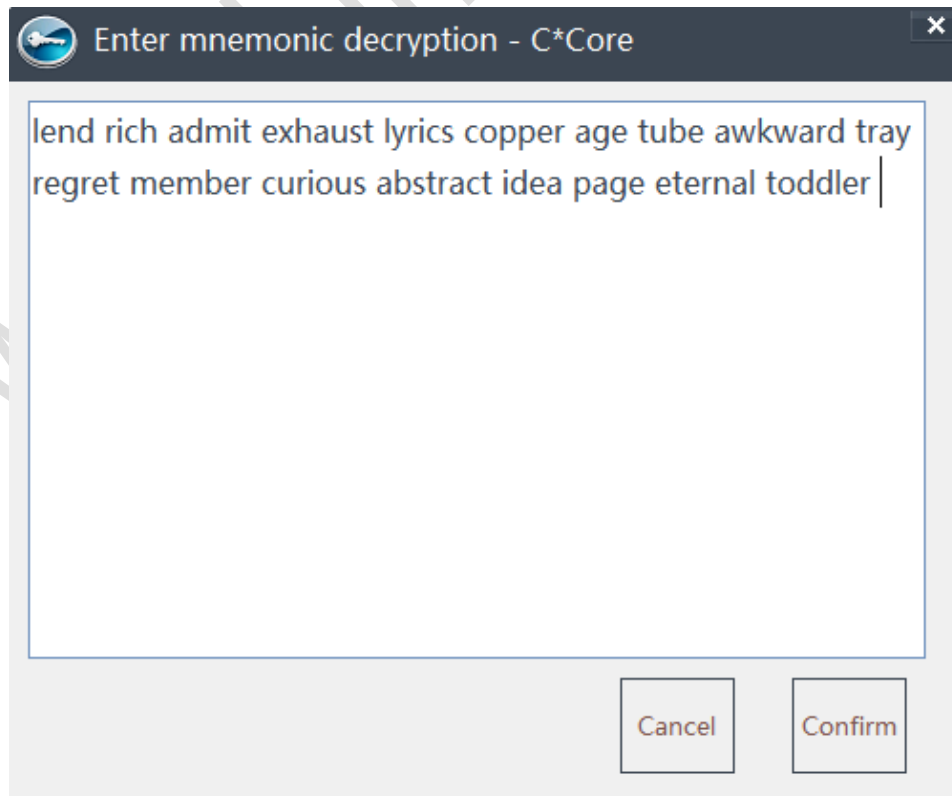 Enter mnemonic decryption - C*Core
lend rich admit exhaust lyrics copper age tube awkward tray
regret member curious abstract idea page eternal toddler
Cancel
Confirm